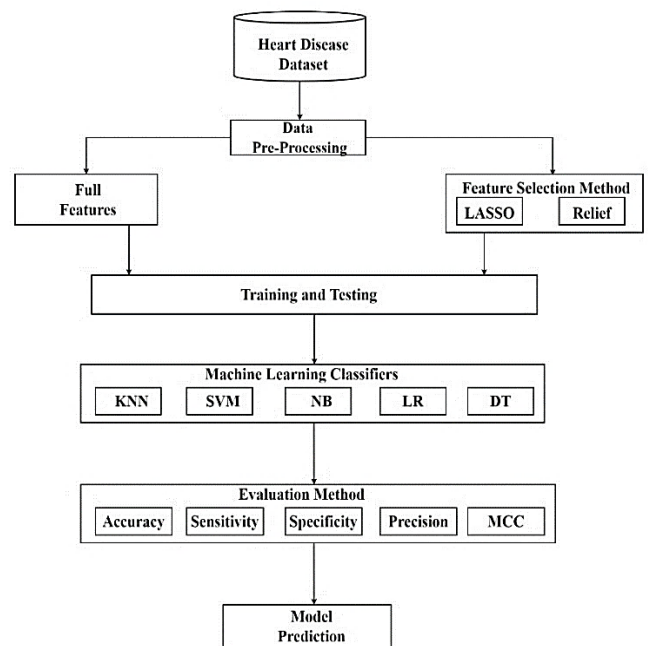 Heart Disease
Dataset
Data
Pre-Processing
Full
Features
Feature Selection Method
LASSO
Relief
Training and Testing
Machine Learning Classifiers
KNN
SVM
NB
LR
DT
Evaluation Method
Accuracy
Sensitivity
Specificity
Precision
MCC
Model
Prediction